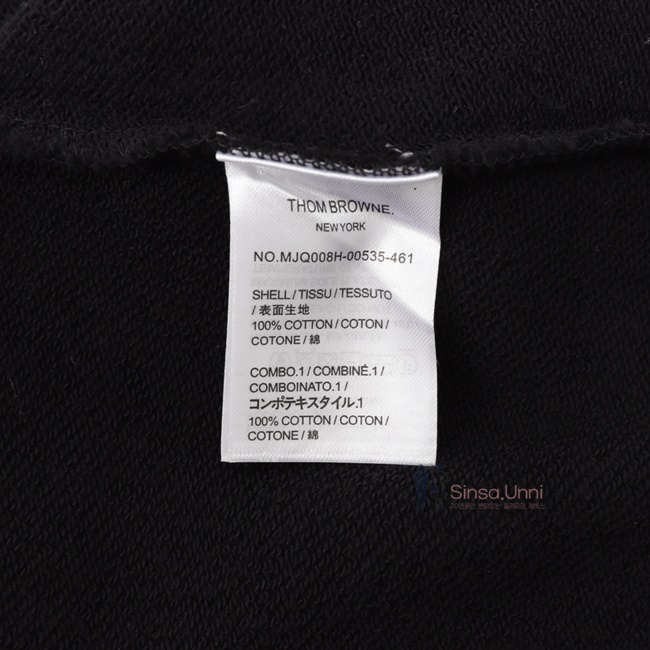 THOM BROWNE.
NEW YORK
NO.MJQ008H-00535-461
SHELL / TISSU / TESSUTO
/ 表面生地
100% COTTON / COTON /
COTONE / 綿
COMBO.1 / COMBINÉ.1 /
COMBOINATO.1 /
コンポテキスタイル.1
100% COTTON / COTON /
COTONE / 綿
Sinsa.Unni